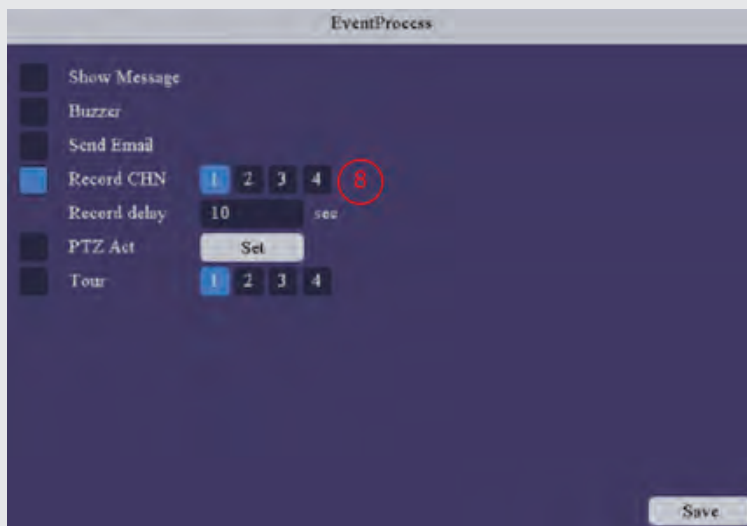 EventProcess
Show Message
Buzzer
Send Email
Record CHN 1 2 3 4 8
Record delay 10 sec
PTZ Act Set
Tour 1 2 3 4
Save